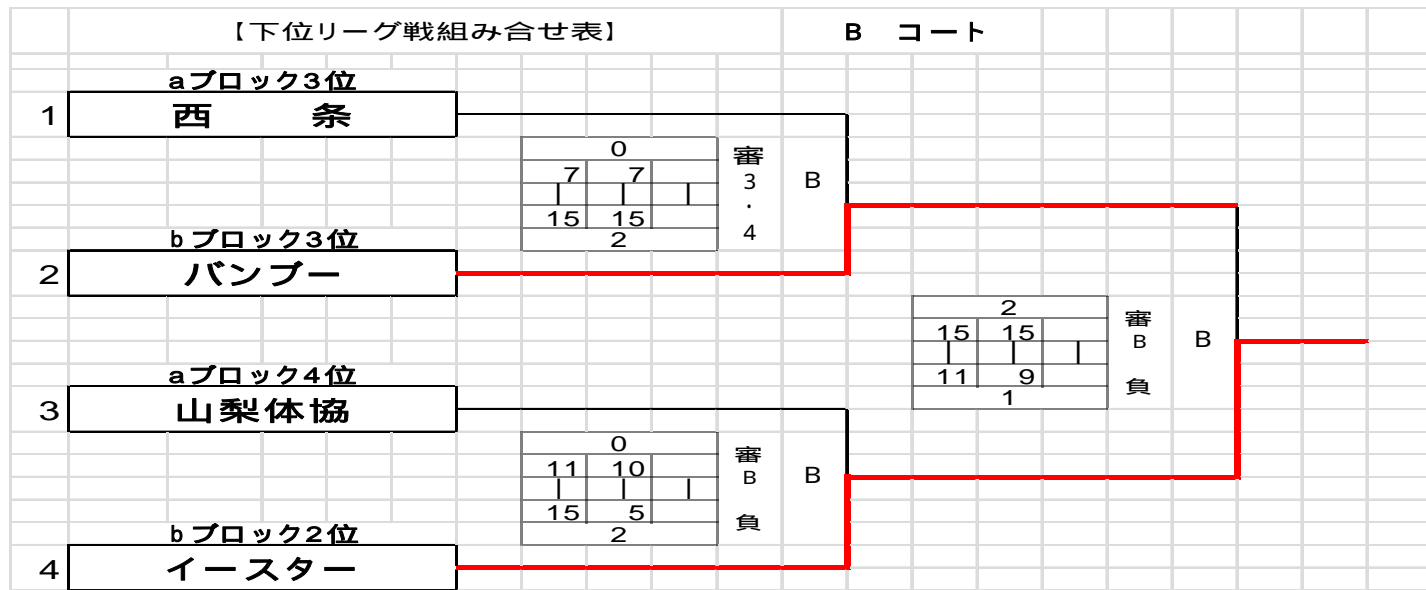 【下位リーグ戦組み合せ表】 B コート
aブロック3位
1 西 条
0
7 7
| | |
15 15
2
審3・4
B
bブロック3位
2 バンブー
2
15 15
| | |
11 9
1
審B負
B
aブロック4位
3 山梨体協
0
11 10
| | |
15 5
2
審B負
B
bブロック2位
4 イースター